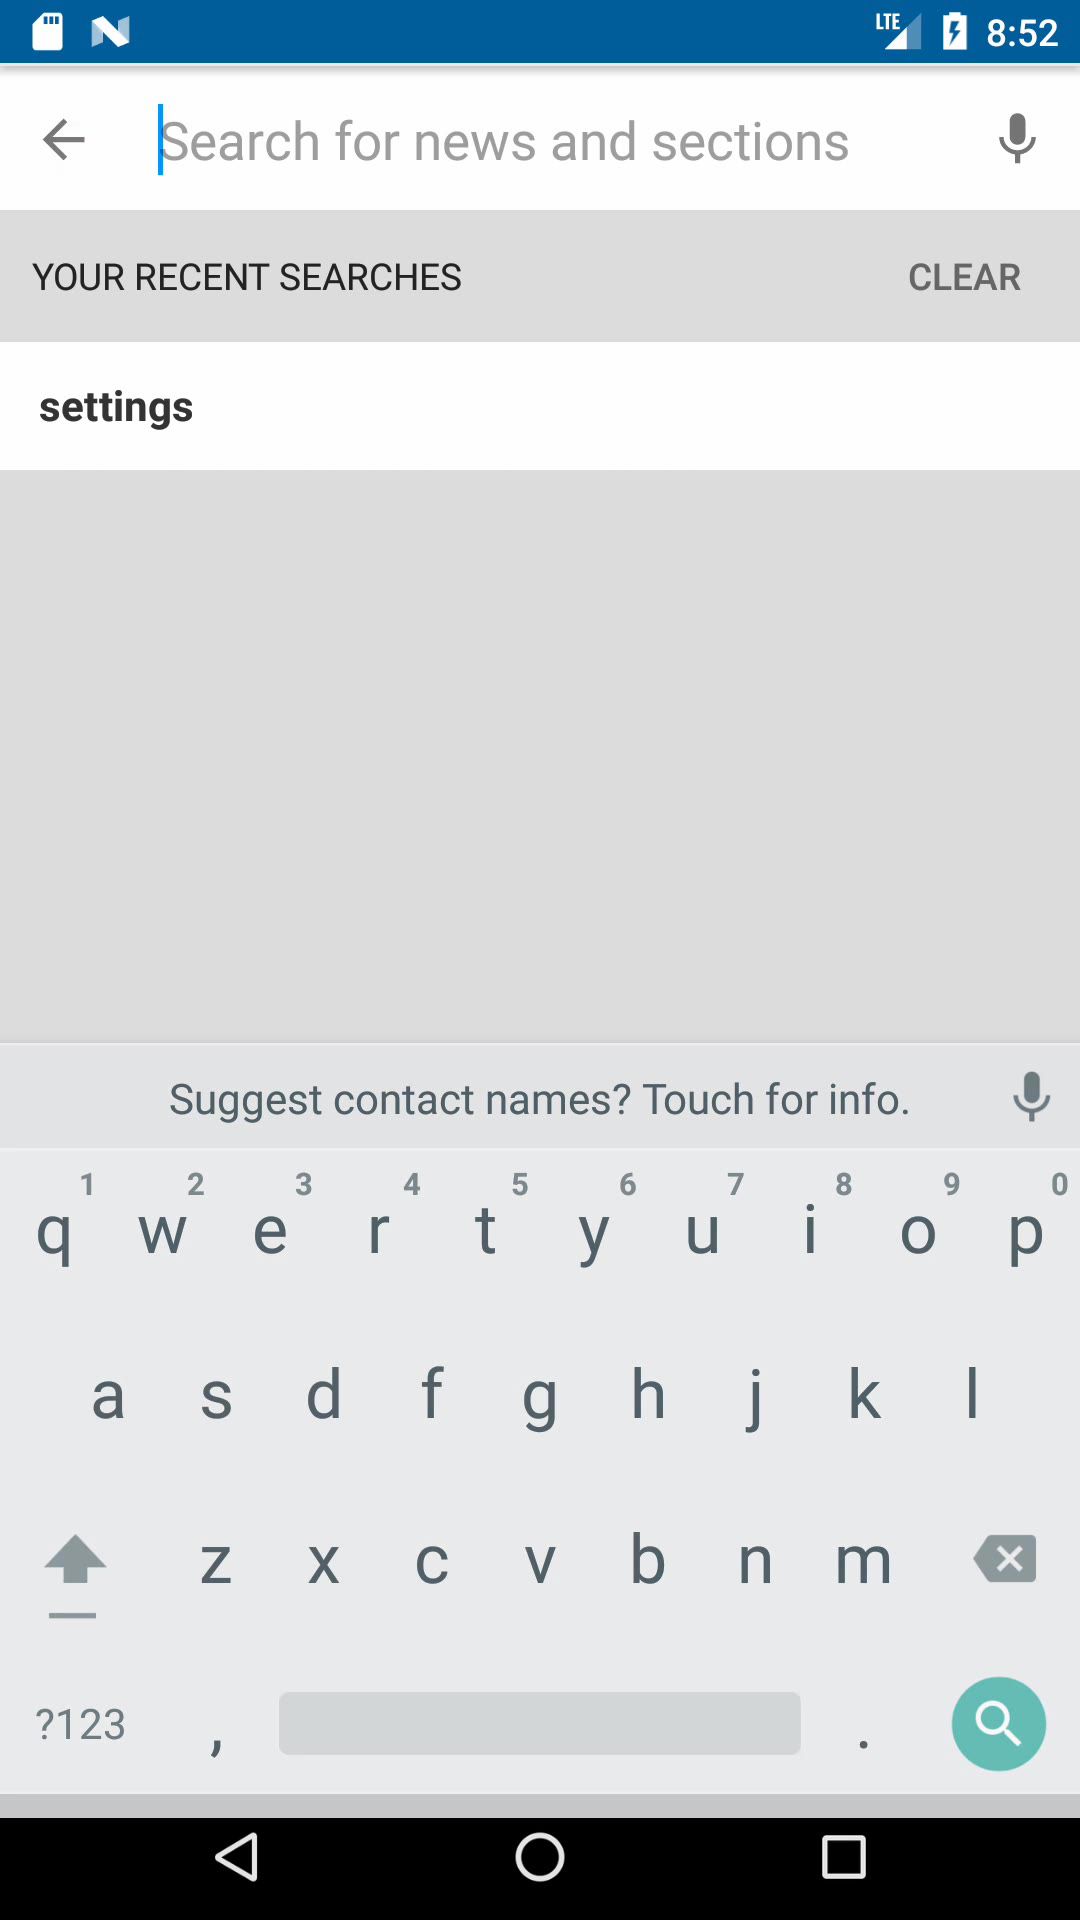 LTE 8:52
Search for news and sections
YOUR RECENT SEARCHES CLEAR
settings
Suggest contact names? Touch for info.
1 2 3 4 5 6 7 8 9 0
q w e r t y u i o p
a s d f g h j k l
z x c v b n m
?123 , .